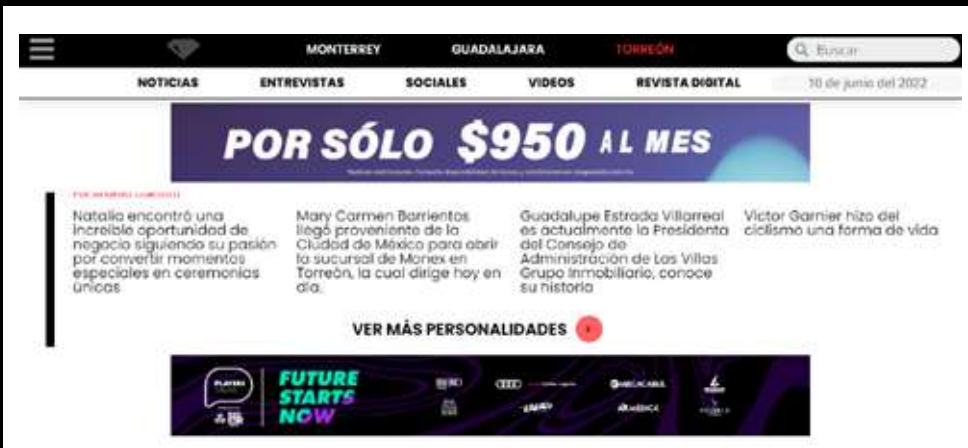 MONTERREY GUADALAJARA TORREÓN Buscar
NOTICIAS ENTREVISTAS SOCIALES VIDEOS REVISTA DIGITAL 10 de junio del 2022
POR SÓLO $950 AL MES
Natalia encontró una
increíble oportunidad de
negocio siguiendo su pasión
por convertir momentos
especiales en ceremonias
únicas
Mary Carmen Barrientos
llegó proveniente de la
Ciudad de México para abrir
la sucursal de Monex en
Torreón, la cual dirige hoy en
día.
Guadalupe Estrada Villarreal
es actualmente la Presidenta
del Consejo de
Administración de Las Villas
Grupo Inmobiliario, conoce
su historia
Victor Garnier hizo del
ciclismo una forma de vida
VER MÁS PERSONALIDADES
PLAYERS
FUTURE
STARTS
NOW